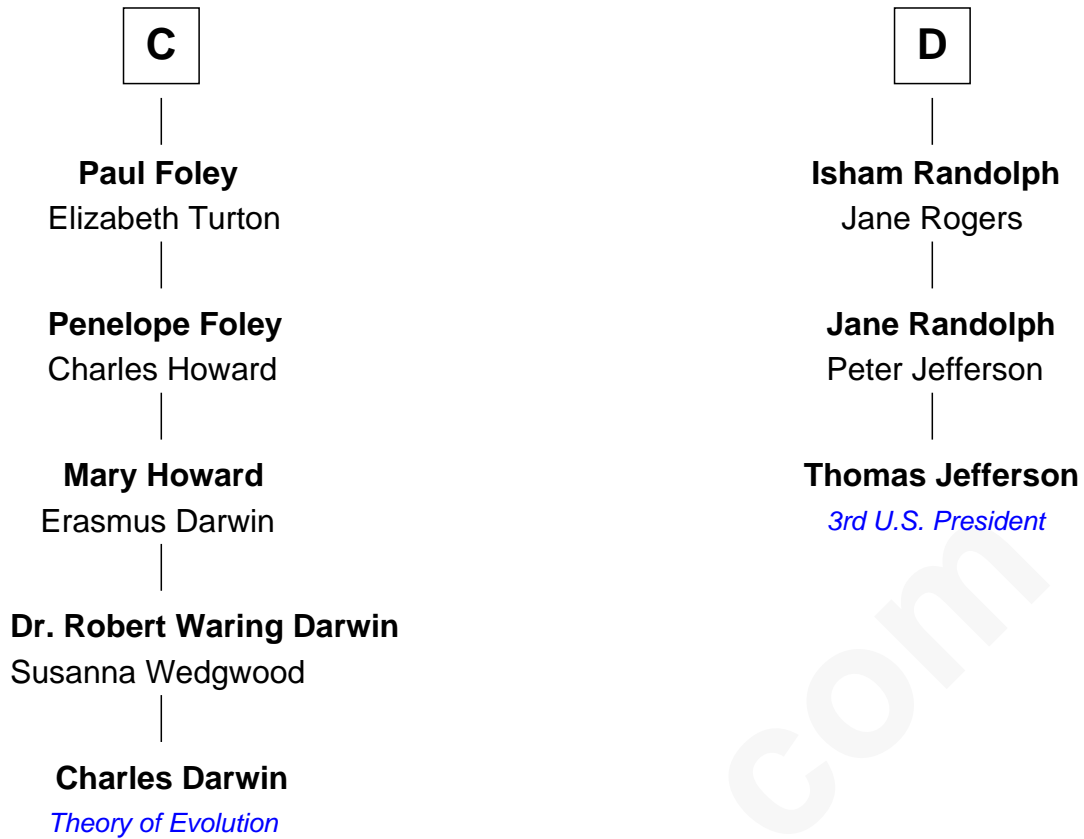 C
Paul Foley
Elizabeth Turton
Penelope Foley
Charles Howard
Mary Howard
Erasmus Darwin
Dr. Robert Waring Darwin
Susanna Wedgwood
Charles Darwin
Theory of Evolution
D
Isham Randolph
Jane Rogers
Jane Randolph
Peter Jefferson
Thomas Jefferson
3rd U.S. President
com